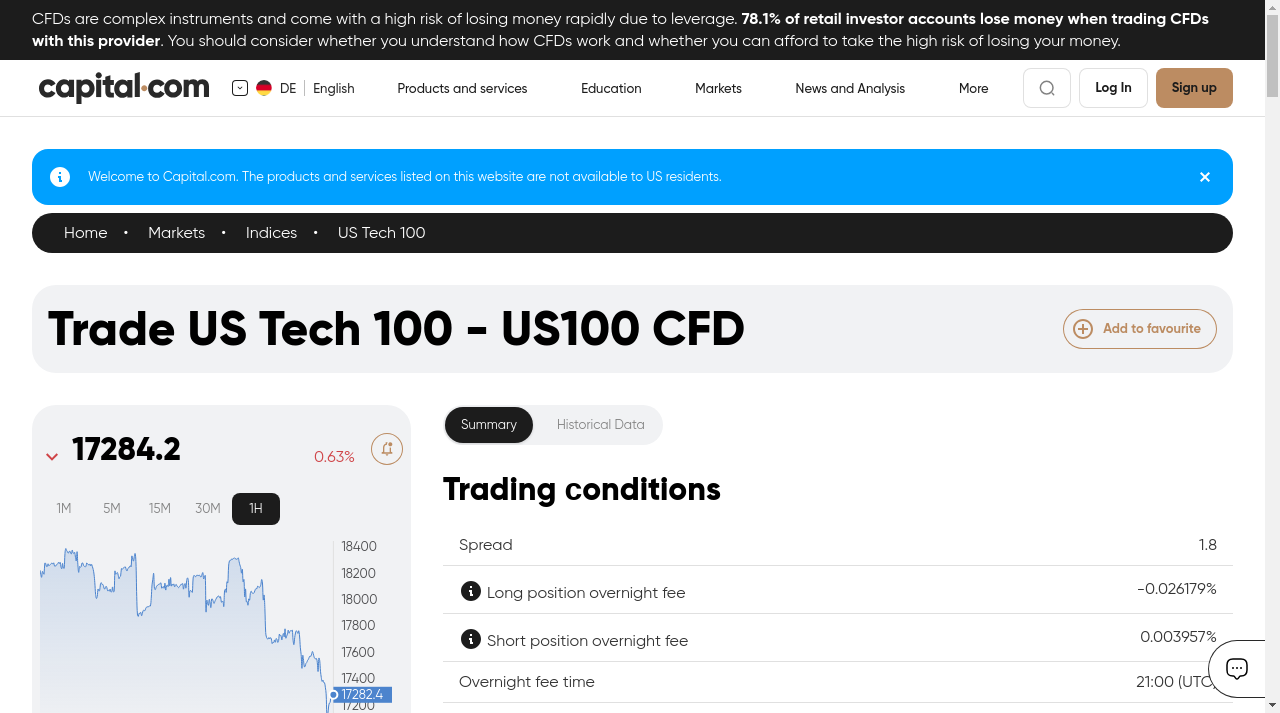 CFDs are complex instruments and come with a high risk of losing money rapidly due to leverage. 78.1% of retail investor accounts lose money when trading CFDs
with this provider. You should consider whether you understand how CFDs work and whether you can afford to take the high risk of losing your money.
capital.com DE English Products and services Education Markets News and Analysis More Log In Sign up
Welcome to Capital.com. The products and services listed on this website are not available to US residents.
Home • Markets • Indices • US Tech 100
Trade US Tech 100 - US100 CFD
Add to favourite
17284.2 0.63%
1M 5M 15M 30M 1H
18400
18200
18000
17800
17600
17400
17282.4
17200
Summary Historical Data
Trading conditions
Spread 1.8
Long position overnight fee -0.026179%
Short position overnight fee 0.003957%
Overnight fee time 21:00 (UTC)